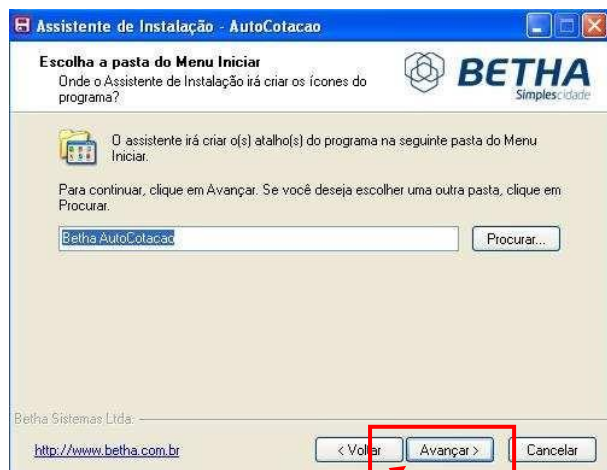 Assistente de Instalação - AutoCotacao
Escolha a pasta do Menu Iniciar
Onde o Assistente de Instalação irá criar os ícones do
programa?
BETHA
Simplescidade
O assistente irá criar o(s) atalho(s) do programa na seguinte pasta do Menu
Iniciar.
Para continuar, clique em Avançar. Se você deseja escolher uma outra pasta, clique em
Procurar.
Betha AutoCotacao
Procurar...
Betha Sistemas Ltda.
http://www.betha.com.br
< Voltar
Avançar >
Cancelar